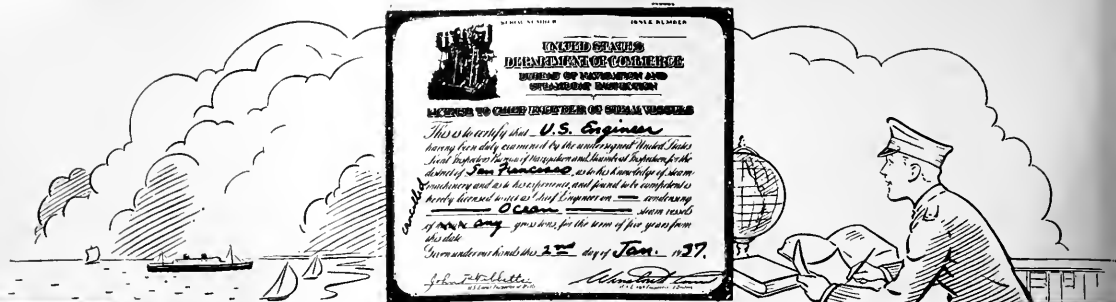 SERIAL NUMBER ISSUE NUMBER
UNITED STATES
DEPARTMENT OF COMMERCE
BUREAU OF NAVIGATION AND
STEAMBOAT INSPECTION
LICENSE TO CHIEF ENGINEER OF STEAM VESSELS
This is to certify that U.S. Engineer
having been duly examined by the undersigned United States
Local Inspectors Bureau of Navigation and Steamboat Inspection, for the
district of San Francisco, as to his knowledge of steam
machinery and as to his experience, and found to be competent is
hereby licensed to act as Chief Engineer on — condensing
Ocean steam vessels
of any gross tons, for the term of five years from
this date.
Given under our hands this 2nd day of Jan. 1937.
cancelled